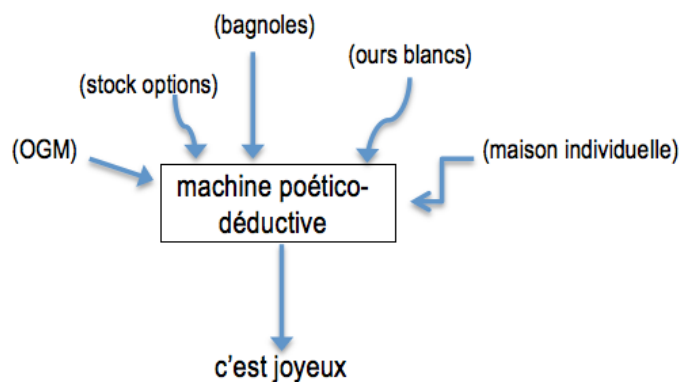 (bagnoles)
(ours blancs)
(stock options)
(OGM)
(maison individuelle)
machine poético-
déductive
c'est joyeux